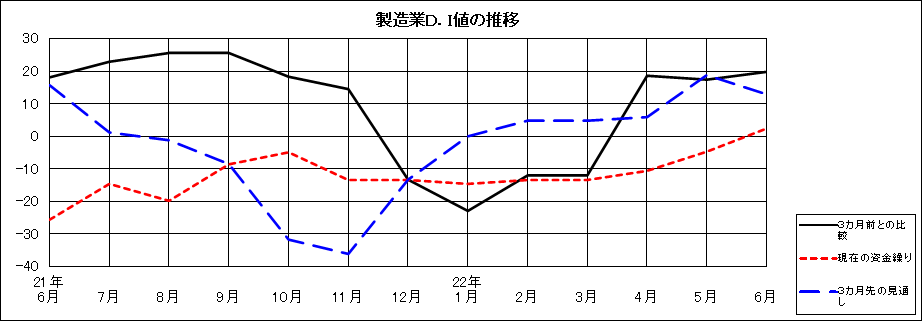 製造業D．I値の推移
30
20
10
0
-10
-20
-30
-40
21年
6月
7月
8月
9月
10月
11月
12月
22年
1月
2月
3月
4月
5月
6月
3カ月前との比
較
現在の資金繰り
3カ月先の見通
し